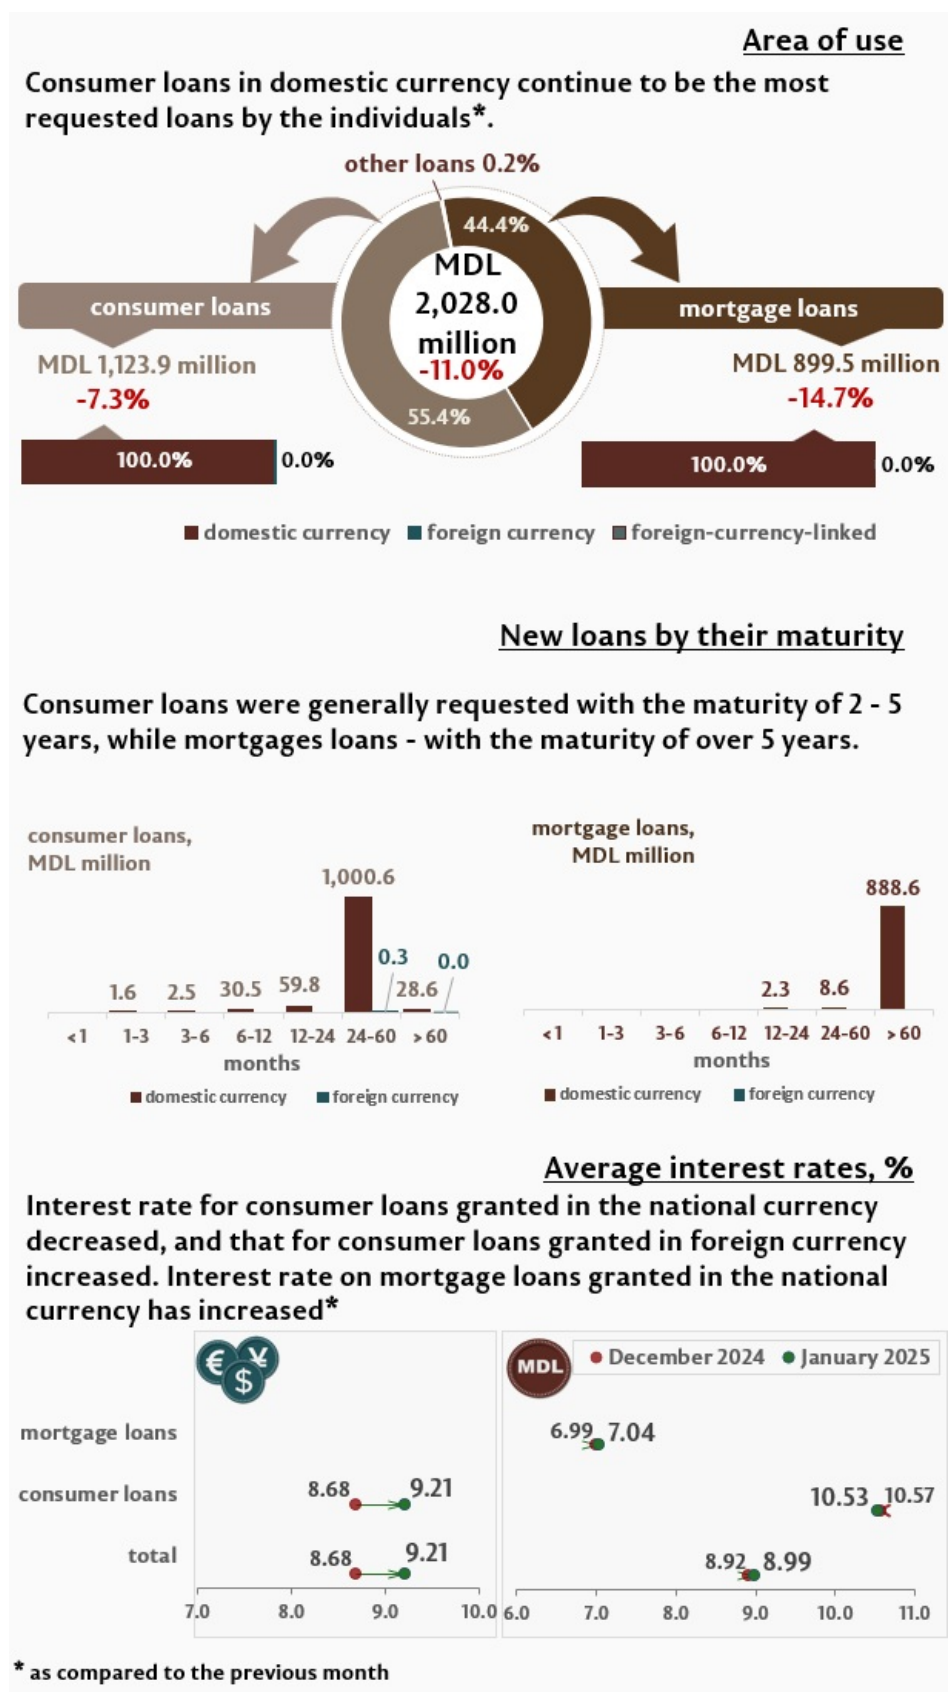 Area of use
Consumer loans in domestic currency continue to be the most
requested loans by the individuals*.
other loans 0.2%
44.4%
MDL
2,028.0
million
-11.0%
55.4%
consumer loans
MDL 1,123.9 million
-7.3%
100.0%
0.0%
mortgage loans
MDL 899.5 million
-14.7%
100.0%
0.0%
domestic currency foreign currency foreign-currency-linked
New loans by their maturity
Consumer loans were generally requested with the maturity of 2 - 5
years, while mortgages loans - with the maturity of over 5 years.
consumer loans,
MDL million
1,000.6
0.3
0.0
1.6 2.5 30.5 59.8 28.6
<1 1-3 3-6 6-12 12-24 24-60 >60
months
domestic currency foreign currency
mortgage loans,
MDL million
888.6
2.3 8.6
<1 1-3 3-6 6-12 12-24 24-60 >60
months
domestic currency foreign currency
Average interest rates, %
Interest rate for consumer loans granted in the national currency
decreased, and that for consumer loans granted in foreign currency
increased. Interest rate on mortgage loans granted in the national
currency has increased*
€ ¥ $
MDL
December 2024 January 2025
mortgage loans
6.99 7.04
consumer loans
8.68 9.21
10.53 10.57
total
8.68 9.21
8.92 8.99
7.0 8.0 9.0 10.0
6.0 7.0 8.0 9.0 10.0 11.0
* as compared to the previous month